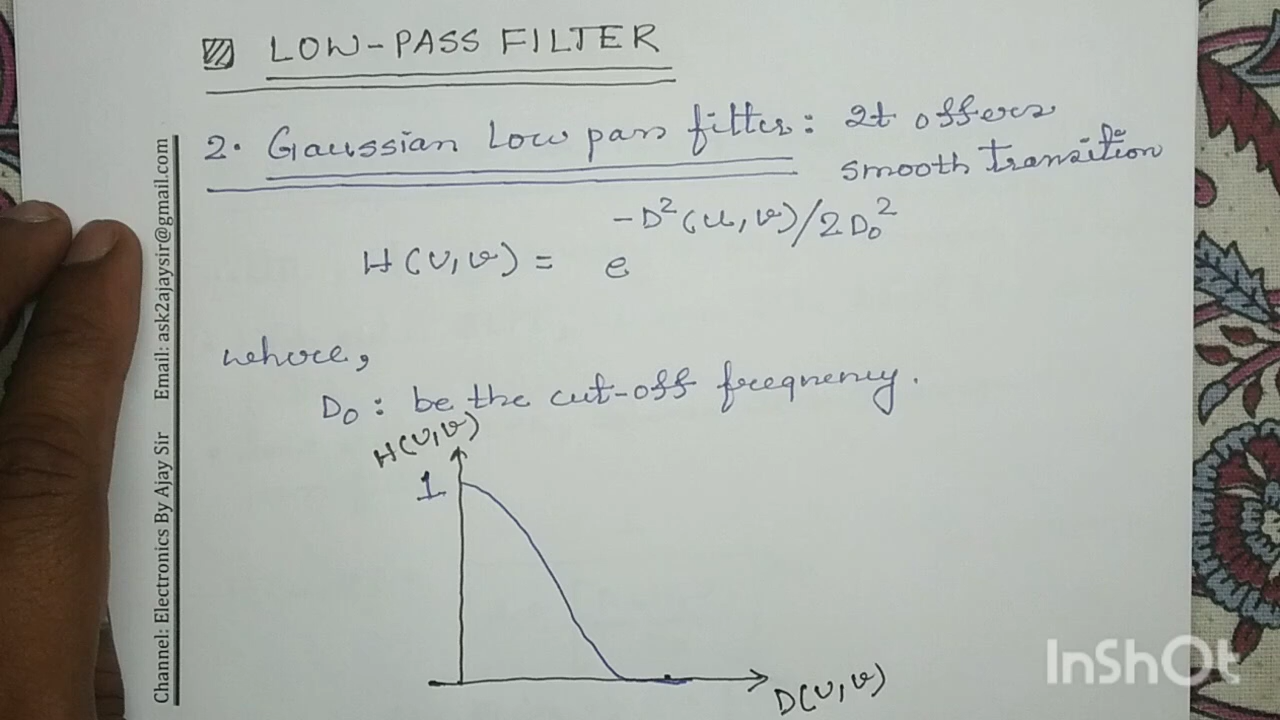 LOW-PASS FILTER
2. Gaussian Low pass filter: It offers
smooth transition
H(U,V) = e^{-D²(U,V)/2D₀²}
where,
D₀: be the cut-off frequency.
H(U,V)
1
D(U,V)
Channel: Electronics By Ajay Sir Email: ask2ajaysir@gmail.com
InShOt